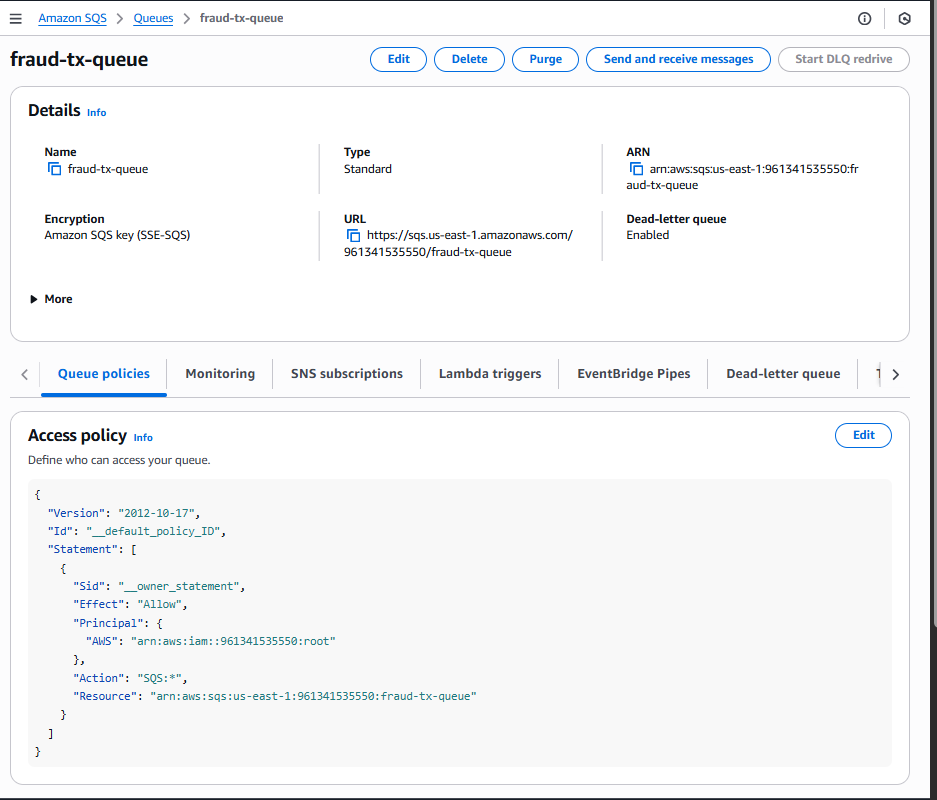 Amazon SQS > Queues > fraud-tx-queue
fraud-tx-queue
Edit Delete Purge Send and receive messages Start DLQ redrive
Details Info
Name
fraud-tx-queue
Type
Standard
ARN
arn:aws:sqs:us-east-1:961341535550:fr
aud-tx-queue
Encryption
Amazon SQS key (SSE-SQS)
URL
https://sqs.us-east-1.amazonaws.com/
961341535550/fraud-tx-queue
Dead-letter queue
Enabled
More
Queue policies Monitoring SNS subscriptions Lambda triggers EventBridge Pipes Dead-letter queue
Access policy Info
Edit
Define who can access your queue.
{
  "Version": "2012-10-17",
  "Id": "__default_policy_ID",
  "Statement": [
    {
      "Sid": "__owner_statement",
      "Effect": "Allow",
      "Principal": {
        "AWS": "arn:aws:iam::961341535550:root"
      },
      "Action": "SQS:*",
      "Resource": "arn:aws:sqs:us-east-1:961341535550:fraud-tx-queue"
    }
  ]
}